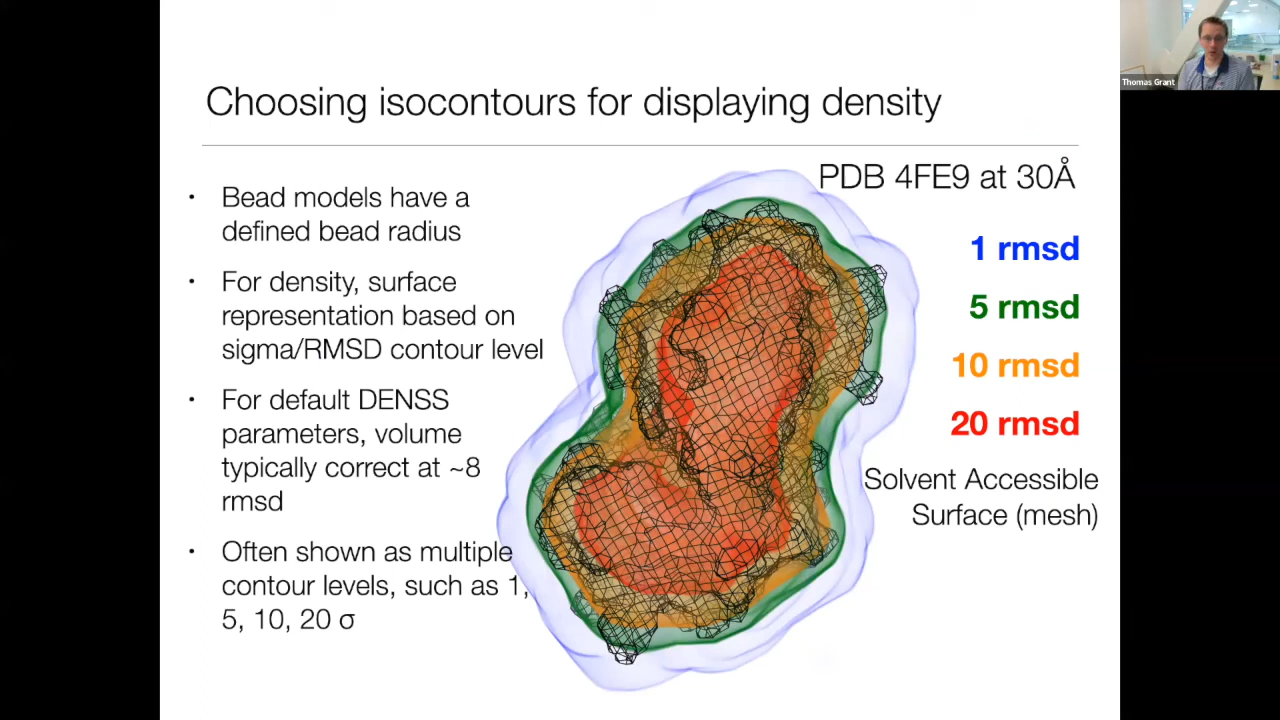 Thomas Grant
Choosing isocontours for displaying density
• Bead models have a
defined bead radius
• For density, surface
representation based on
sigma/RMSD contour level
• For default DENSS
parameters, volume
typically correct at ~8
rmsd
• Often shown as multiple
contour levels, such as 1,
5, 10, 20 σ
PDB 4FE9 at 30Å
1 rmsd
5 rmsd
10 rmsd
20 rmsd
Solvent Accessible
Surface (mesh)